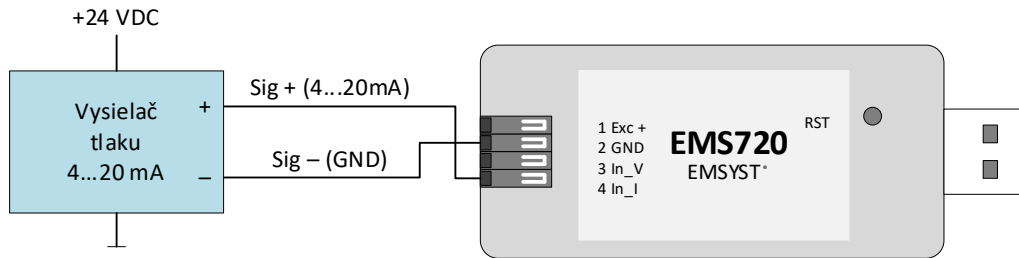 +24 VDC
Vysielač
tlaku
4...20 mA
+
–
Sig + (4...20mA)
Sig – (GND)
1 Exc +
2 GND
3 In_V
4 In_I
EMS720
EMSYST®
RST